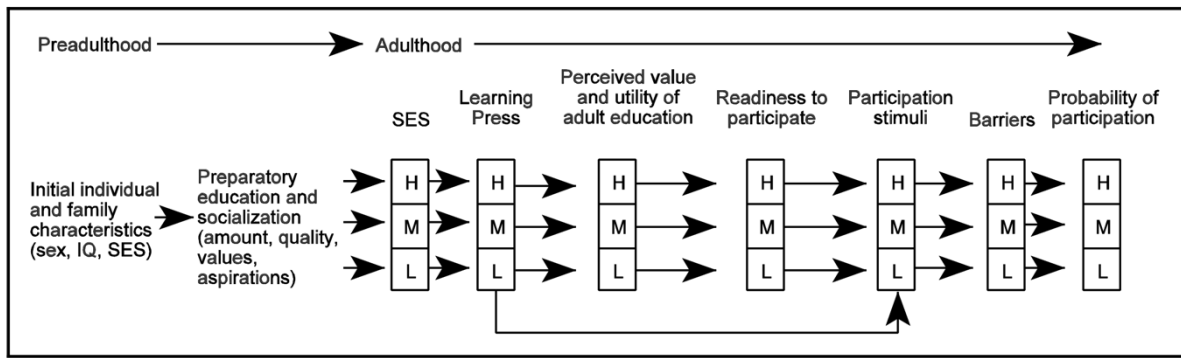 Preadulthood
Adulthood
SES
Learning
Press
Perceived value
and utility of
adult education
Readiness to
participate
Participation
stimuli
Barriers
Probability of
participation
Initial individual
and family
characteristics
(sex, IQ, SES)
Preparatory
education and
socialization
(amount, quality,
values,
aspirations)
H H H H H H H
M M M M M M M
L L L L L L L